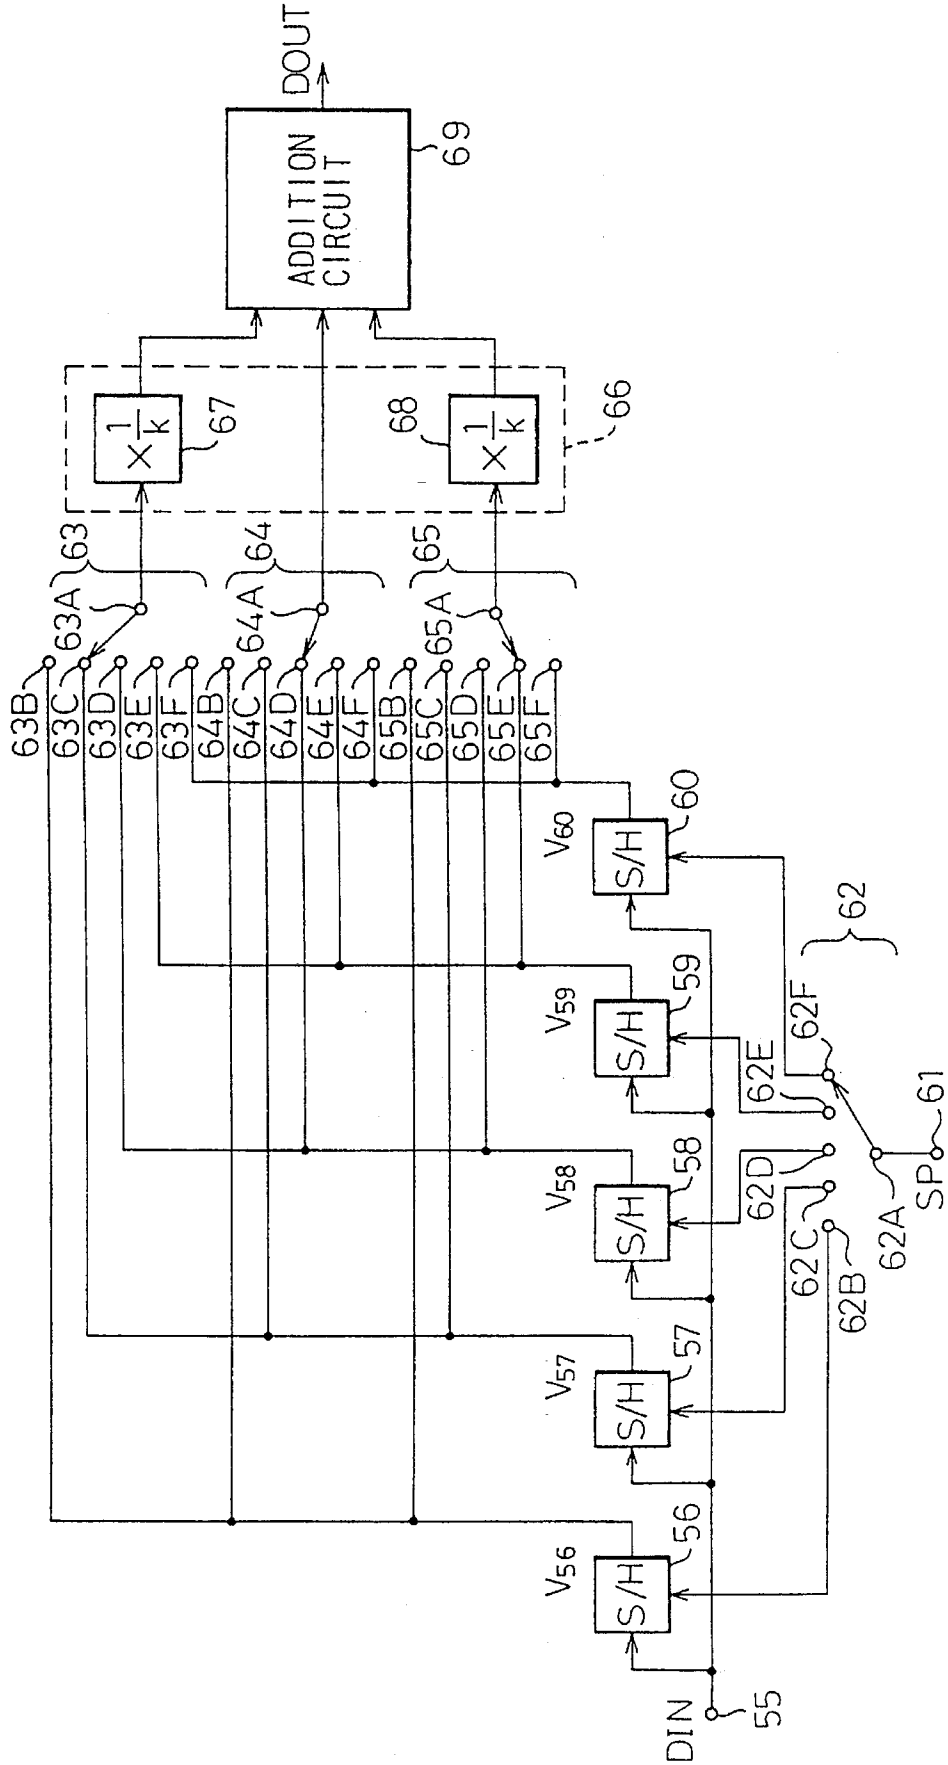 DIN
55
S/H
56
V56
S/H
57
V57
S/H
58
V58
S/H
59
V59
S/H
60
V60
SP
61
62
62A
62B
62C
62D
62E
62F
63B
63C
63D
63E
63F
64B
64C
64D
64E
64F
65B
65C
65D
65E
65F
63A
63
64A
64
65A
65
× 1/k
67
× 1/k
68
66
ADDITION
CIRCUIT
69
DOUT